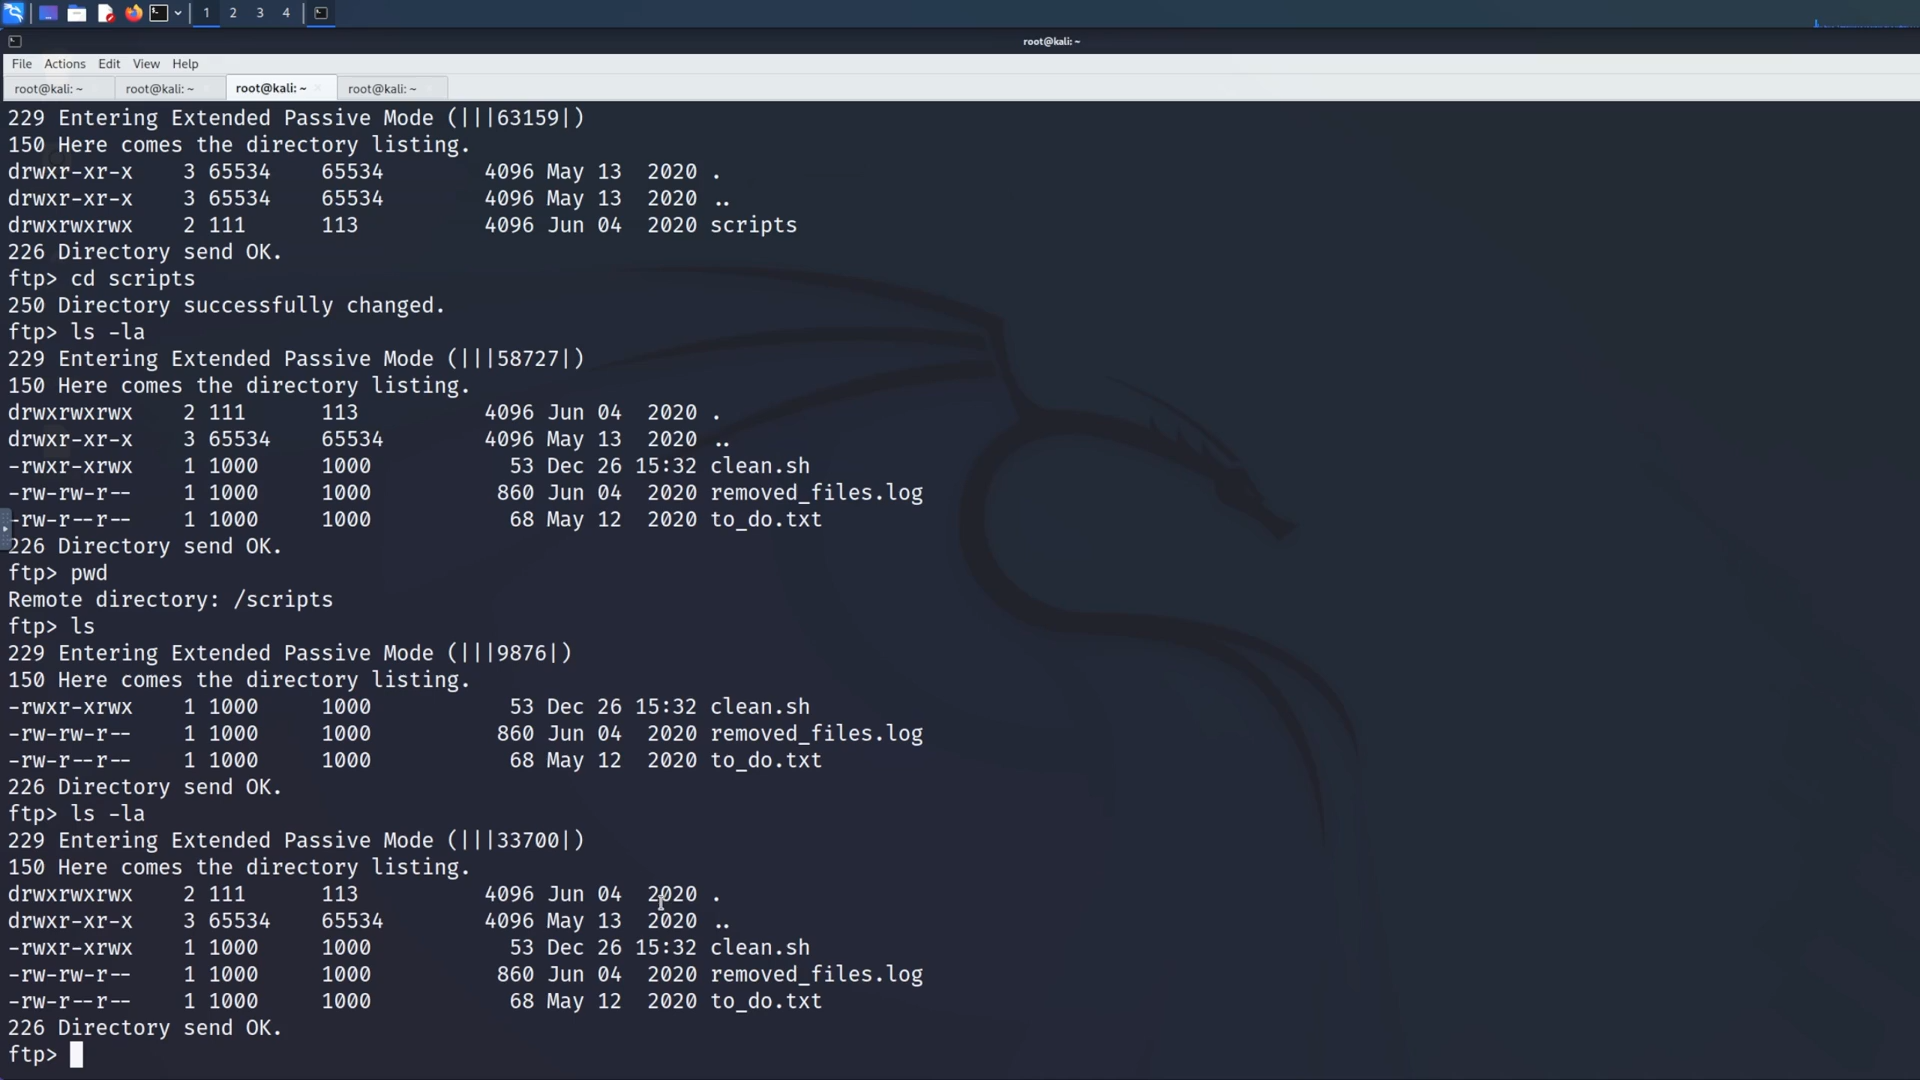 1 2 3 4
root@kali: ~
File Actions Edit View Help
root@kali: ~ root@kali: ~ root@kali: ~ root@kali: ~
229 Entering Extended Passive Mode (|||63159|)
150 Here comes the directory listing.
drwxr-xr-x    3 65534    65534        4096 May 13  2020 .
drwxr-xr-x    3 65534    65534        4096 May 13  2020 ..
drwxrwxrwx    2 111      113          4096 Jun 04  2020 scripts
226 Directory send OK.
ftp> cd scripts
250 Directory successfully changed.
ftp> ls -la
229 Entering Extended Passive Mode (|||58727|)
150 Here comes the directory listing.
drwxrwxrwx    2 111      113          4096 Jun 04  2020 .
drwxr-xr-x    3 65534    65534        4096 May 13  2020 ..
-rwxr-xrwx    1 1000     1000           53 Dec 26 15:32 clean.sh
-rw-rw-r--    1 1000     1000          860 Jun 04  2020 removed_files.log
-rw-r--r--    1 1000     1000           68 May 12  2020 to_do.txt
226 Directory send OK.
ftp> pwd
Remote directory: /scripts
ftp> ls
229 Entering Extended Passive Mode (|||9876|)
150 Here comes the directory listing.
-rwxr-xrwx    1 1000     1000           53 Dec 26 15:32 clean.sh
-rw-rw-r--    1 1000     1000          860 Jun 04  2020 removed_files.log
-rw-r--r--    1 1000     1000           68 May 12  2020 to_do.txt
226 Directory send OK.
ftp> ls -la
229 Entering Extended Passive Mode (|||33700|)
150 Here comes the directory listing.
drwxrwxrwx    2 111      113          4096 Jun 04  2020 .
drwxr-xr-x    3 65534    65534        4096 May 13  2020 ..
-rwxr-xrwx    1 1000     1000           53 Dec 26 15:32 clean.sh
-rw-rw-r--    1 1000     1000          860 Jun 04  2020 removed_files.log
-rw-r--r--    1 1000     1000           68 May 12  2020 to_do.txt
226 Directory send OK.
ftp>